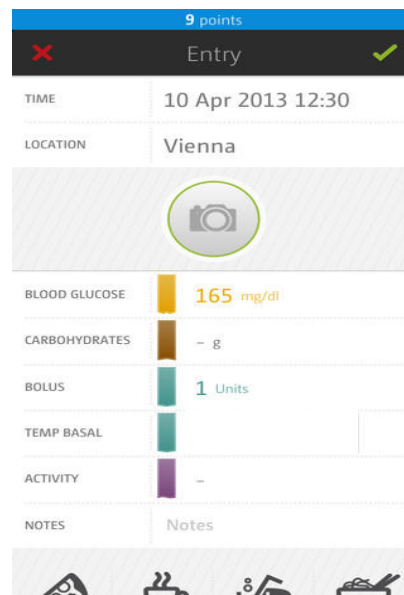 9 points
Entry
TIME 10 Apr 2013 12:30
LOCATION Vienna
BLOOD GLUCOSE 165 mg/dl
CARBOHYDRATES – g
BOLUS 1 Units
TEMP BASAL
ACTIVITY –
NOTES Notes